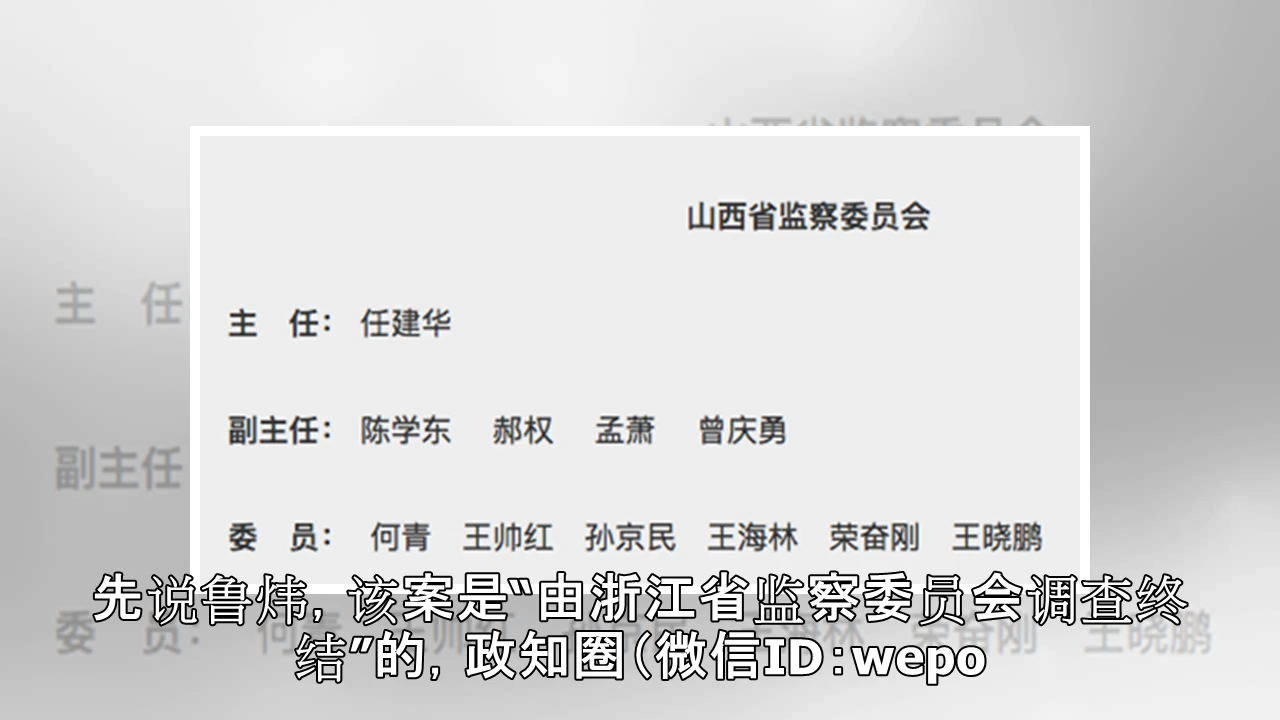 山西省监察委员会
主 任： 任建华
副主任： 陈学东 郝权 孟萧 曾庆勇
委 员： 何青 王帅红 孙京民 王海林 荣奋刚 王晓鹏
先说鲁炜, 该案是“由浙江省监察委员会调查终
结”的, 政知圈(微信ID:wepo